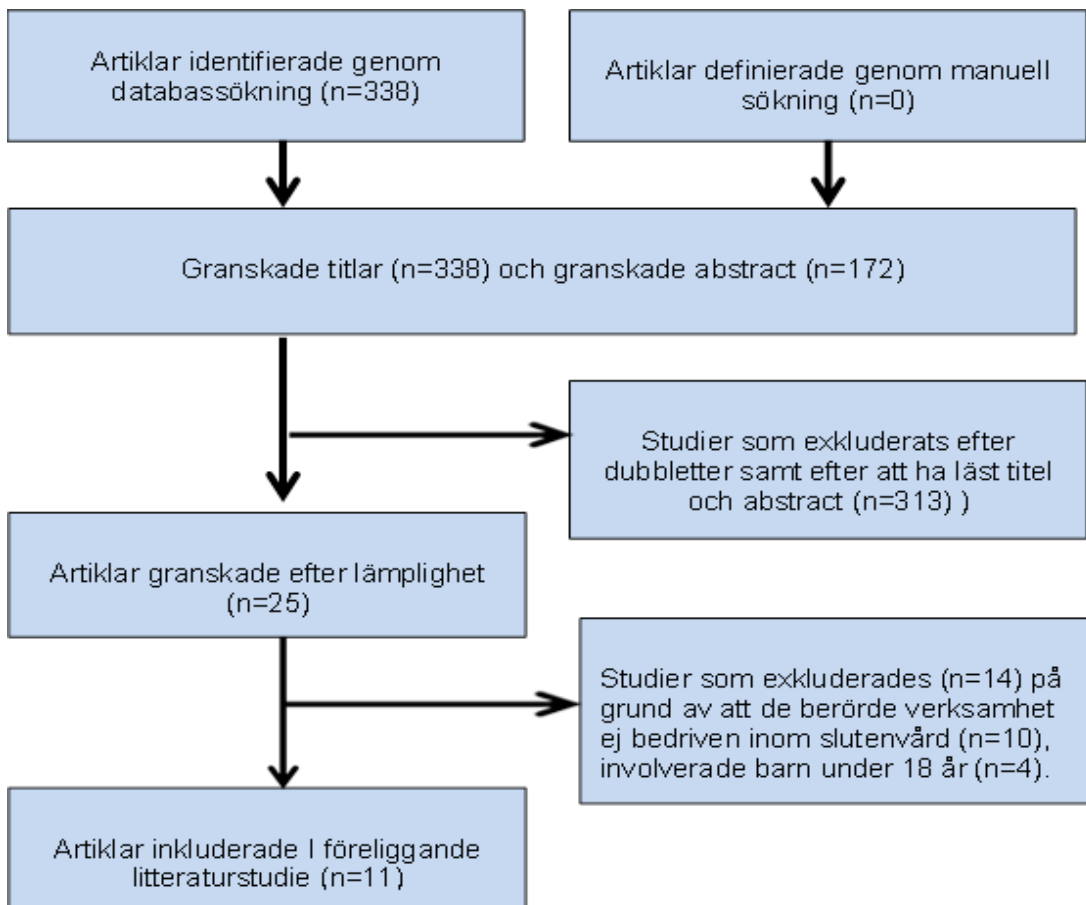 Artiklar identifierade genom
databassökning (n=338)
Artiklar definierade genom manuell
sökning (n=0)
Granskade titlar (n=338) och granskade abstract (n=172)
Studier som exkluderats efter
dubbletter samt efter att ha läst titel
och abstract (n=313) )
Artiklar granskade efter lämplighet
(n=25)
Studier som exkluderades (n=14) på
grund av att de berörde verksamhet
ej bedriven inom slutenvård (n=10),
involverade barn under 18 år (n=4).
Artiklar inkluderade I föreliggande
litteraturstudie (n=11)